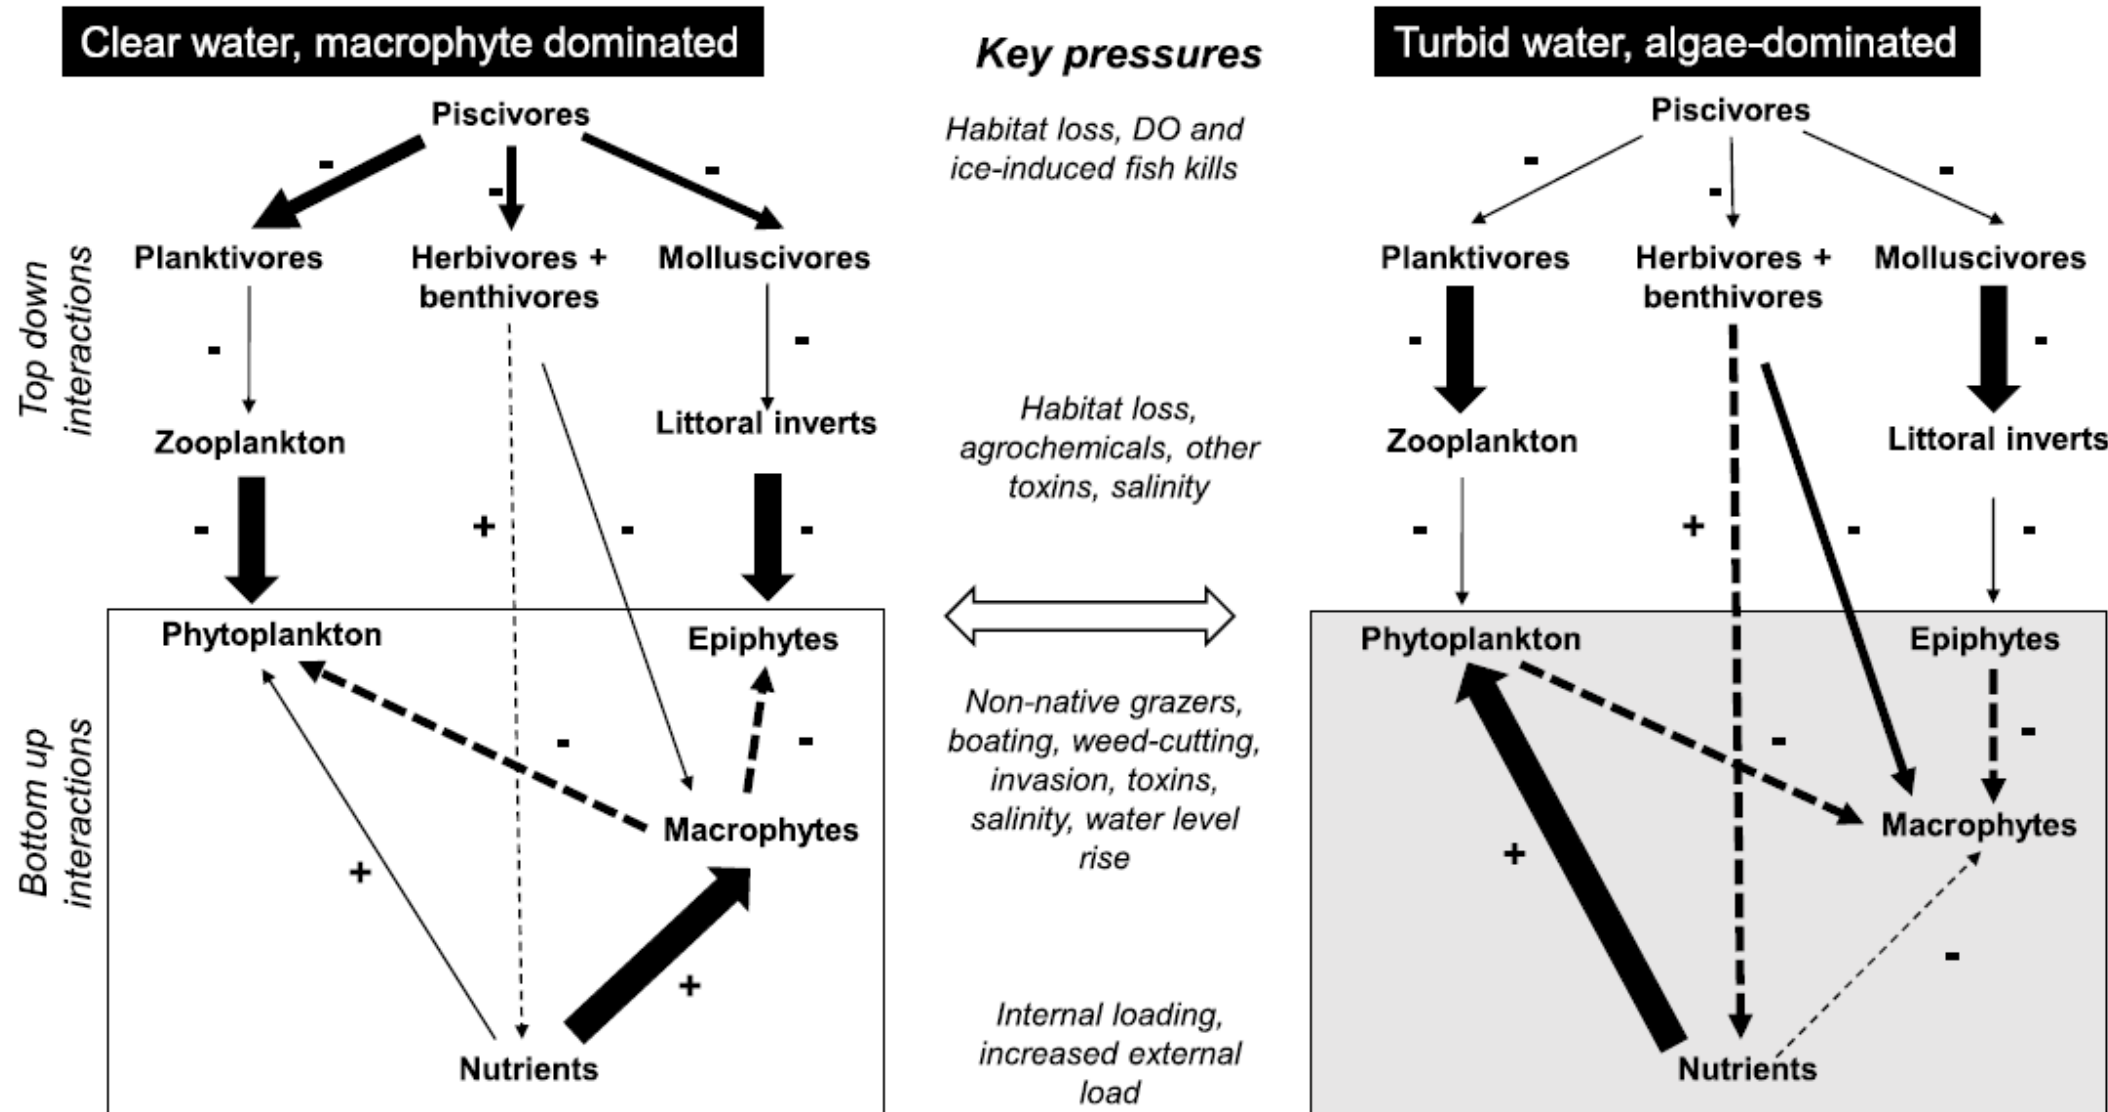 Clear water, macrophyte dominated
Piscivores
-
-
-
Planktivores
Herbivores +
benthivores
Molluscivores
-
-
Zooplankton
Littoral inverts
-
+
-
-
Phytoplankton
Epiphytes
-
-
Macrophytes
+
+
Nutrients
Top down
interactions
Bottom up
interactions
Key pressures
Habitat loss, DO and
ice-induced fish kills
Habitat loss,
agrochemicals, other
toxins, salinity
Non-native grazers,
boating, weed-cutting,
invasion, toxins,
salinity, water level
rise
Internal loading,
increased external
load
Turbid water, algae-dominated
Piscivores
-
-
-
Planktivores
Herbivores +
benthivores
Molluscivores
-
-
Zooplankton
Littoral inverts
-
+
-
-
Phytoplankton
Epiphytes
-
-
Macrophytes
+
-
Nutrients